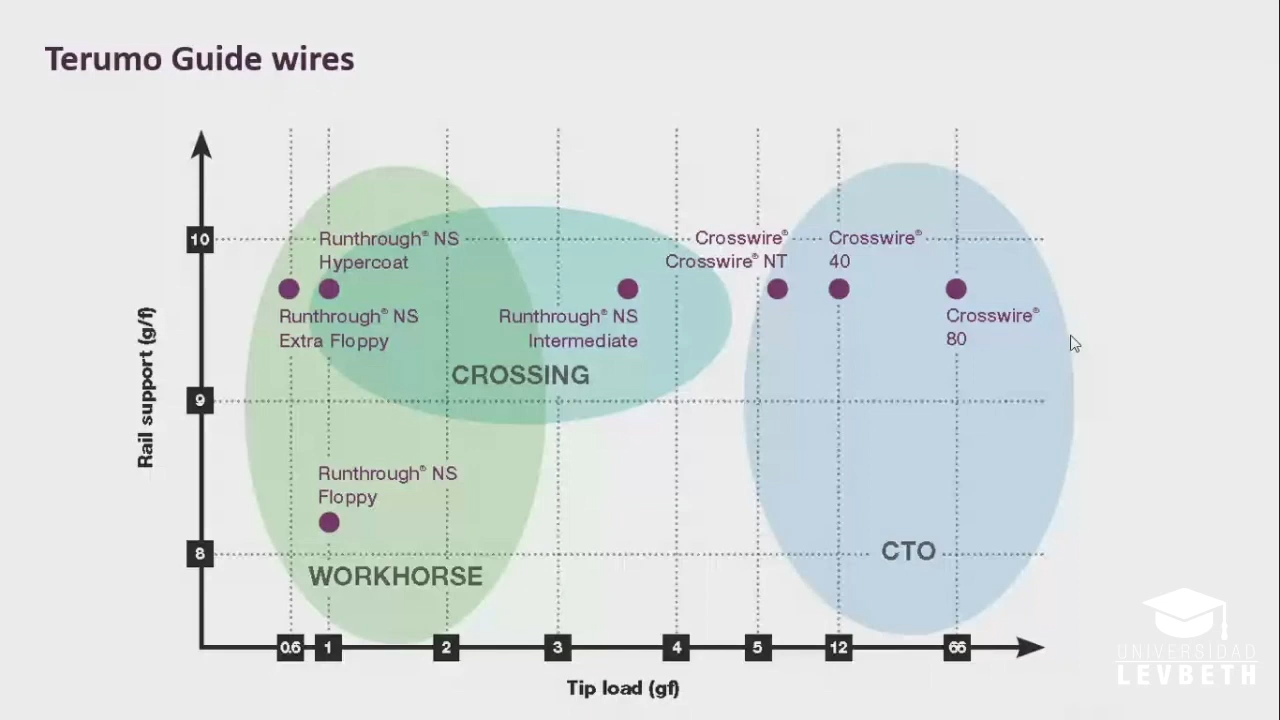 Terumo Guide wires
Rail support (g/f)
10
9
8
Runthrough® NS
Hypercoat
Runthrough® NS
Extra Floppy
Runthrough® NS
Intermediate
Crosswire®
Crosswire® NT
Crosswire®
40
Crosswire®
80
CROSSING
Runthrough® NS
Floppy
WORKHORSE
CTO
0.6 1 2 3 4 5 12 66
Tip load (gf)
UNIVERSIDAD
LEVBETH